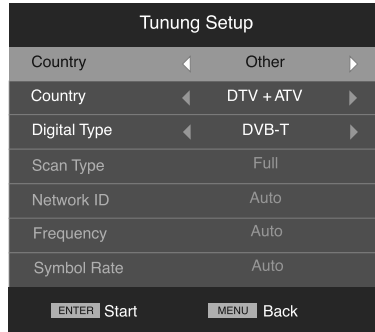 Tunung Setup
Country Other
Country DTV + ATV
Digital Type DVB-T
Scan Type Full
Network ID Auto
Frequency Auto
Symbol Rate Auto
ENTER Start MENU Back